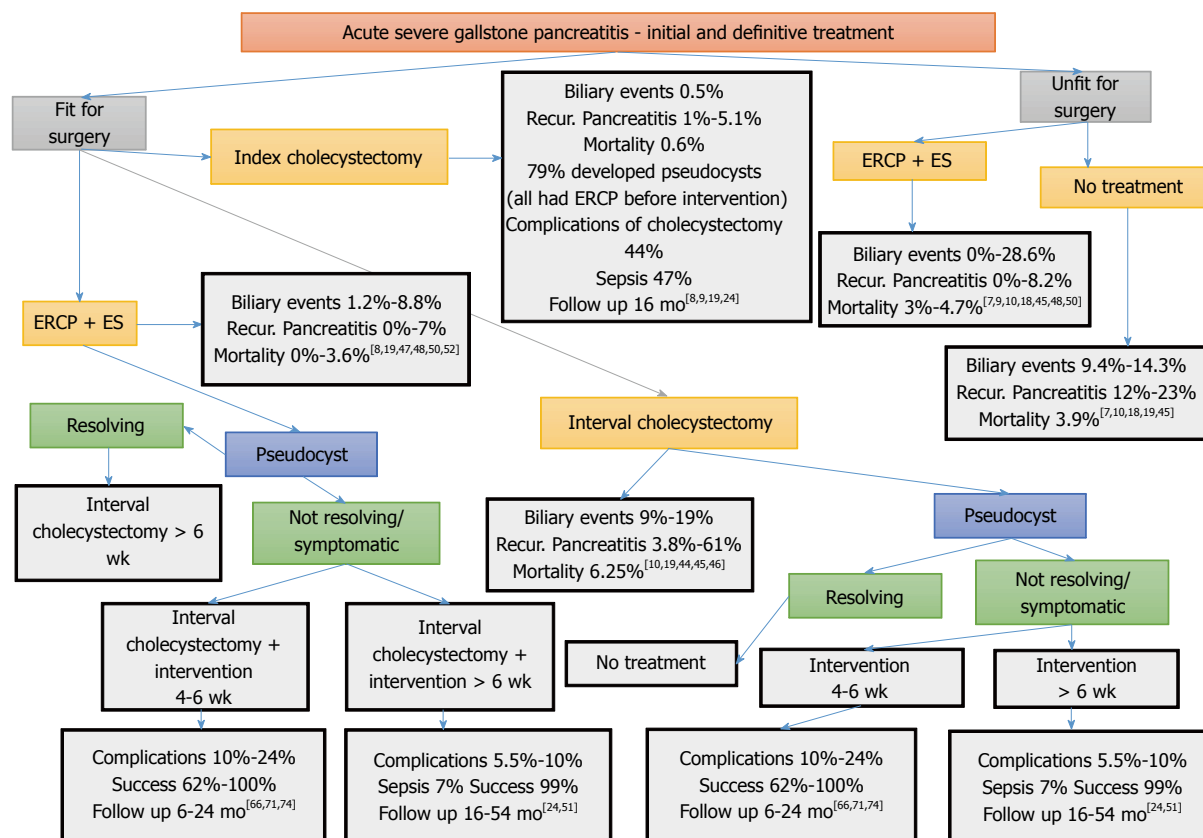 Acute severe gallstone pancreatitis - initial and definitive treatment
Fit for
surgery
Unfit for
surgery
Index cholecystectomy
Biliary events 0.5%
Recur. Pancreatitis 1%-5.1%
Mortality 0.6%
79% developed pseudocysts
(all had ERCP before intervention)
Complications of cholecystectomy
44%
Sepsis 47%
Follow up 16 mo[8,9,19,24]
ERCP + ES
No treatment
Biliary events 0%-28.6%
Recur. Pancreatitis 0%-8.2%
Mortality 3%-4.7%[7,9,10,18,45,48,50]
Biliary events 9.4%-14.3%
Recur. Pancreatitis 12%-23%
Mortality 3.9%[7,10,18,19,45]
ERCP + ES
Biliary events 1.2%-8.8%
Recur. Pancreatitis 0%-7%
Mortality 0%-3.6%[8,19,47,48,50,52]
Resolving
Pseudocyst
Interval
cholecystectomy > 6
wk
Not resolving/
symptomatic
Interval
cholecystectomy +
intervention
4-6 wk
Interval
cholecystectomy +
intervention > 6 wk
Complications 10%-24%
Success 62%-100%
Follow up 6-24 mo[66,71,74]
Complications 5.5%-10%
Sepsis 7% Success 99%
Follow up 16-54 mo[24,51]
Interval cholecystectomy
Biliary events 9%-19%
Recur. Pancreatitis 3.8%-61%
Mortality 6.25%[10,19,44,45,46]
Pseudocyst
Resolving
Not resolving/
symptomatic
No treatment
Intervention
4-6 wk
Intervention
> 6 wk
Complications 10%-24%
Success 62%-100%
Follow up 6-24 mo[66,71,74]
Complications 5.5%-10%
Sepsis 7% Success 99%
Follow up 16-54 mo[24,51]